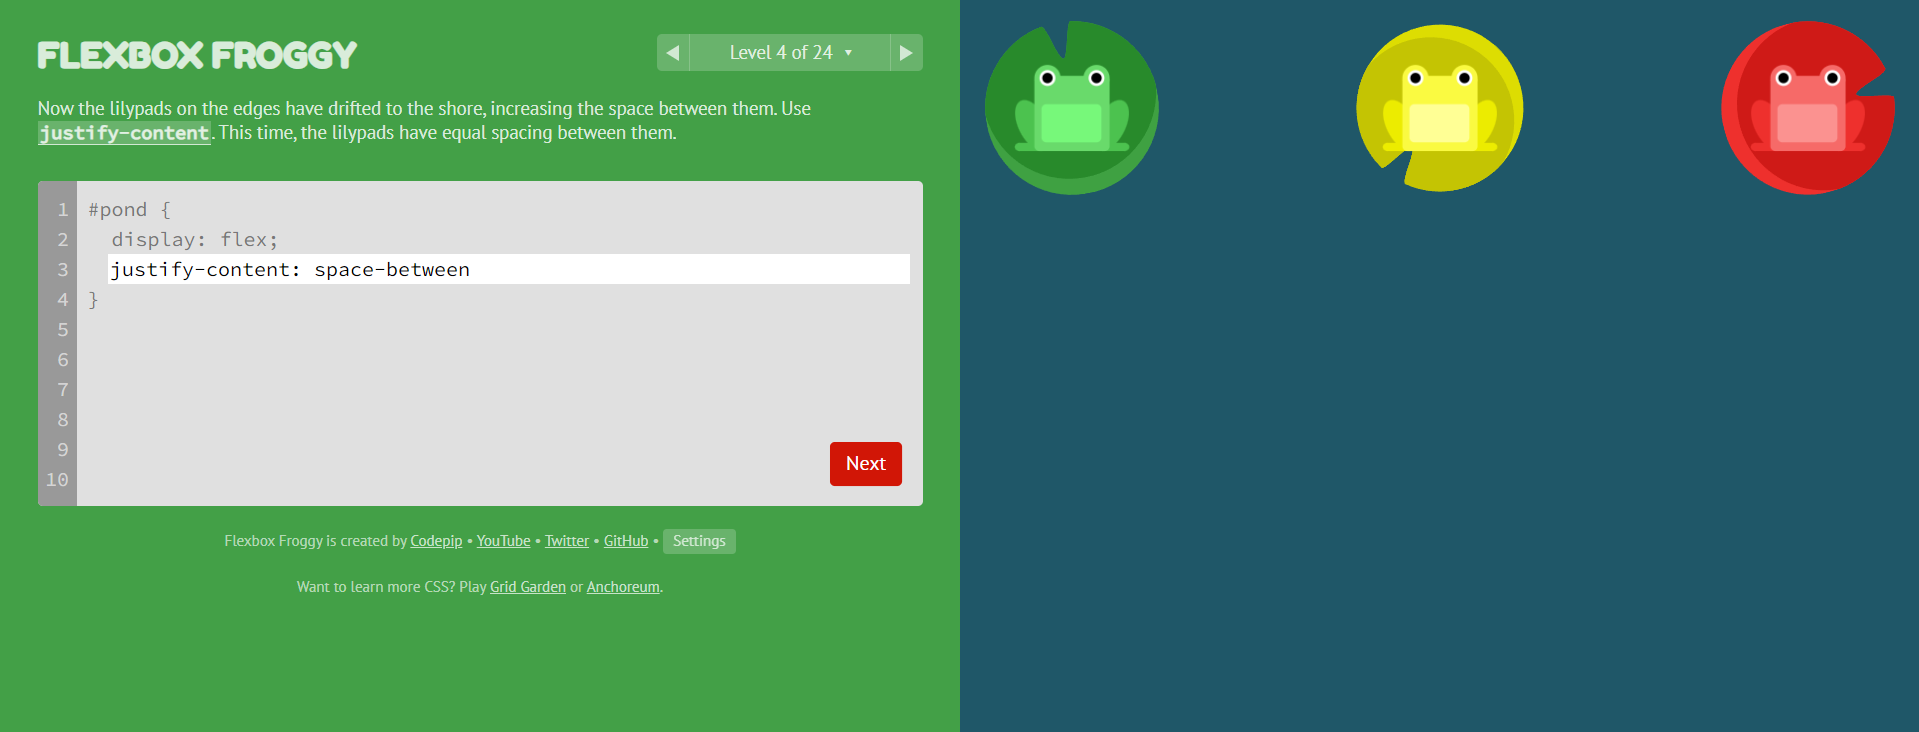 FLEXBOX FROGGY
Level 4 of 24
Now the lilypads on the edges have drifted to the shore, increasing the space between them. Use
justify-content. This time, the lilypads have equal spacing between them.
1 #pond {
2 display: flex;
3 justify-content: space-between
4 }
5
6
7
8
9
10
Next
Flexbox Froggy is created by Codepip • YouTube • Twitter • GitHub • Settings
Want to learn more CSS? Play Grid Garden or Anchoreum.